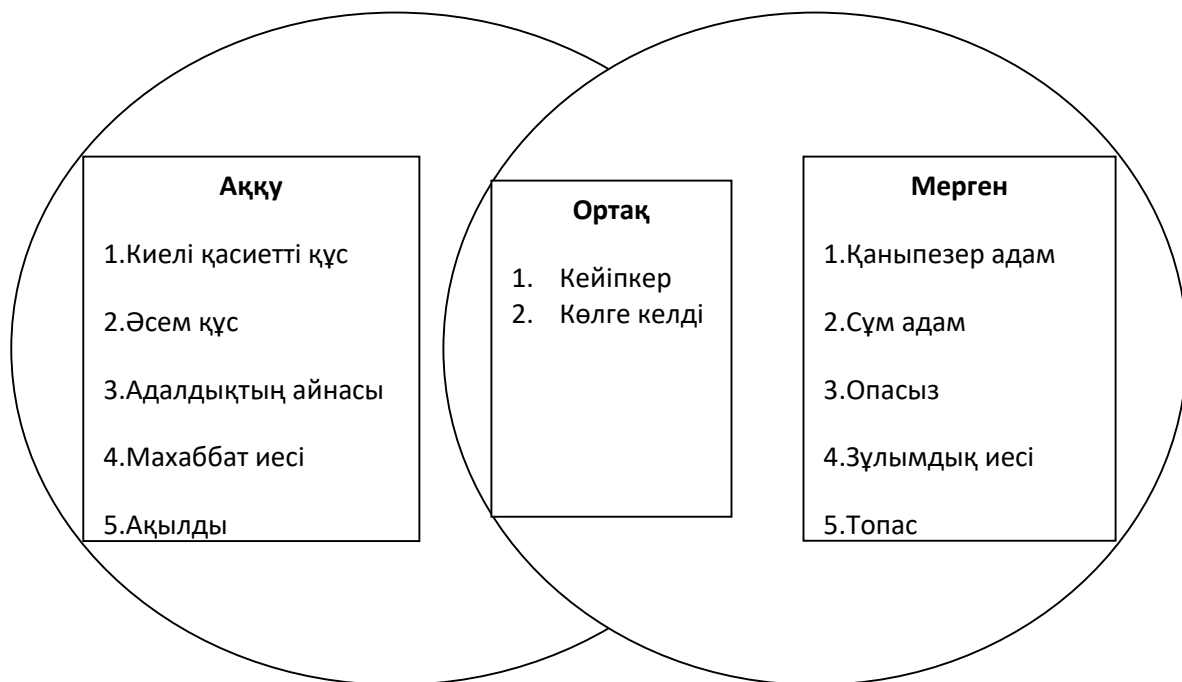 Аққу
1.Киелі қасиетті құс
2.Әсем құс
3.Адалдықтың айнасы
4.Махаббат иесі
5.Ақылды
Ортақ
1. Кейіпкер
2. Көлге келді
Мерген
1.Қаныпезер адам
2.Сұм адам
3.Опасыз
4.Зұлымдық иесі
5.Топас